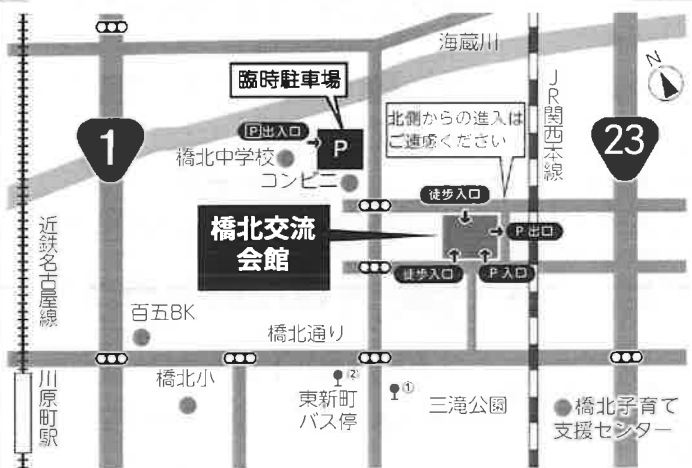 海蔵川
N
臨時駐車場
JR関西本線
1
P出入口
P
北側からの進入は
ご遠慮ください
23
橋北中学校
コンビニ
徒歩入口
橋北交流
会館
P出口
徒歩入口
P入口
近鉄名古屋線
百五BK
橋北通り
川原町駅
橋北小
②
東新町
バス停
①
三滝公園
橋北子育て
支援センター